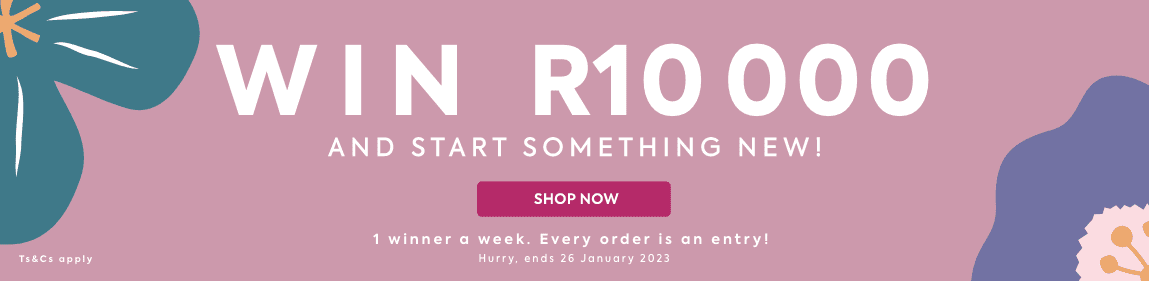 WIN R10 000
AND START SOMETHING NEW!
SHOP NOW
1 winner a week. Every order is an entry!
Hurry, ends 26 January 2023
Ts&Cs apply